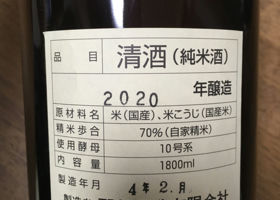 品目 清酒(純米酒)
2020 年醸造
原材料名 米(国産)、米こうじ(国産米)
精米歩合 70%(自家精米)
使用酵母 10号系
内容量 1800ml
製造年月 4年2.月